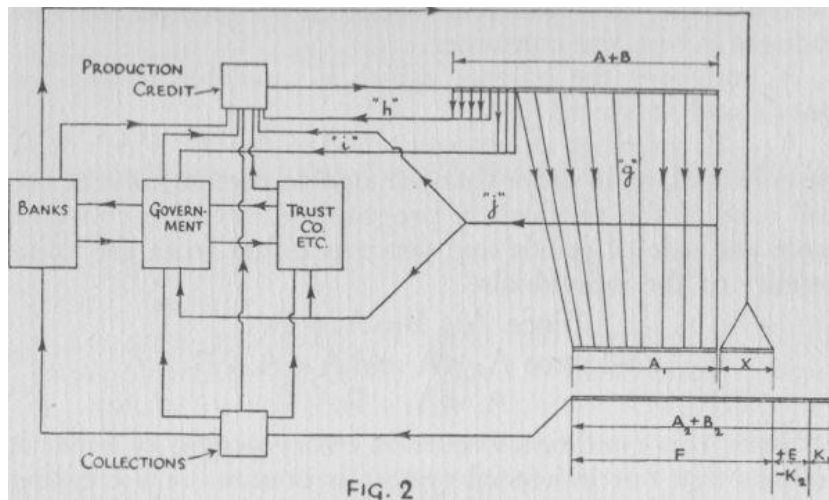 A+B
PRODUCTION
CREDIT
"h"
"i"
"g"
"j"
BANKS
GOVERN-
MENT
TRUST
CO.
ETC.
A₁
X
A₂+B₂
F
+E
-K₂
COLLECTIONS
FIG. 2